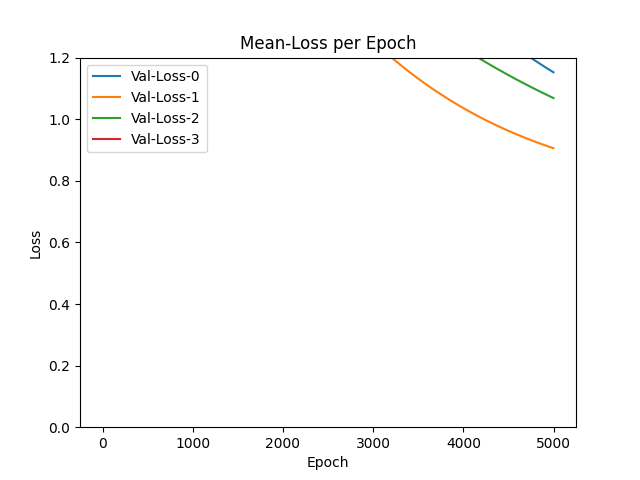 Mean-Loss per Epoch
Val-Loss-0
Val-Loss-1
Val-Loss-2
Val-Loss-3
1.2
1.0
0.8
0.6
0.4
0.2
0.0
Loss
0 1000 2000 3000 4000 5000
Epoch